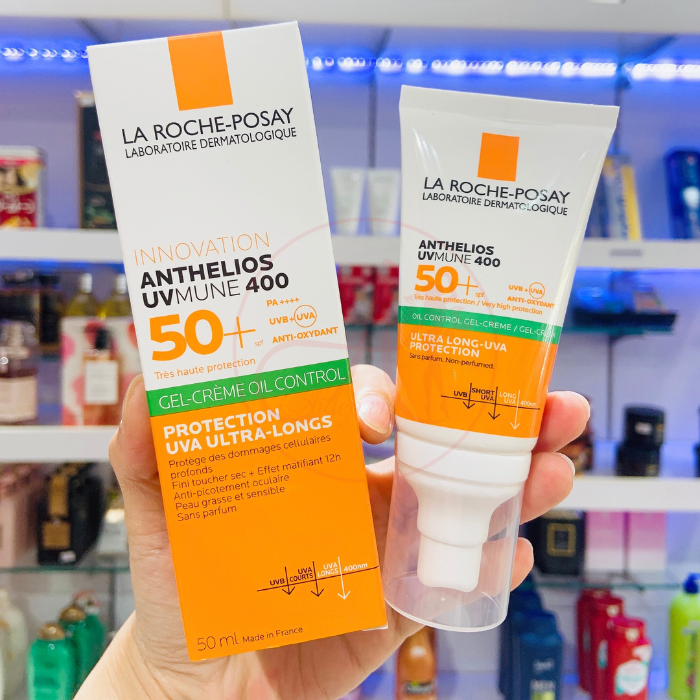 LA ROCHE-POSAY
LABORATOIRE DERMATOLOGIQUE
INNOVATION
ANTHELIOS
UVMUNE 400
50+ spf
PA ++++
UVB+UVA
ANTI-OXYDANT
Très haute protection
GEL-CRÈME OIL CONTROL
PROTECTION
UVA ULTRA-LONGS
Protège des dommages cellulaires
profonds
Fini toucher sec + Effet matifiant 12h
Anti-picotement oculaire
Peau grasse et sensible
Sans parfum
UVB
UVA
COURTS
UVA
LONGS
400nm
50 ml Made in France
LA ROCHE-POSAY
LABORATOIRE DERMATOLOGIQUE
ANTHELIOS
UVMUNE 400
50+ spf
UVB+UVA
ANTI-OXYDANT
Très haute protection / Very high protection
OIL CONTROL GEL-CREME / GEL-CR
ULTRA LONG-UVA
PROTECTION
Sans parfum. Non-perfumed.
UVB
SHORT
UVA
LONG
UVA
400nm